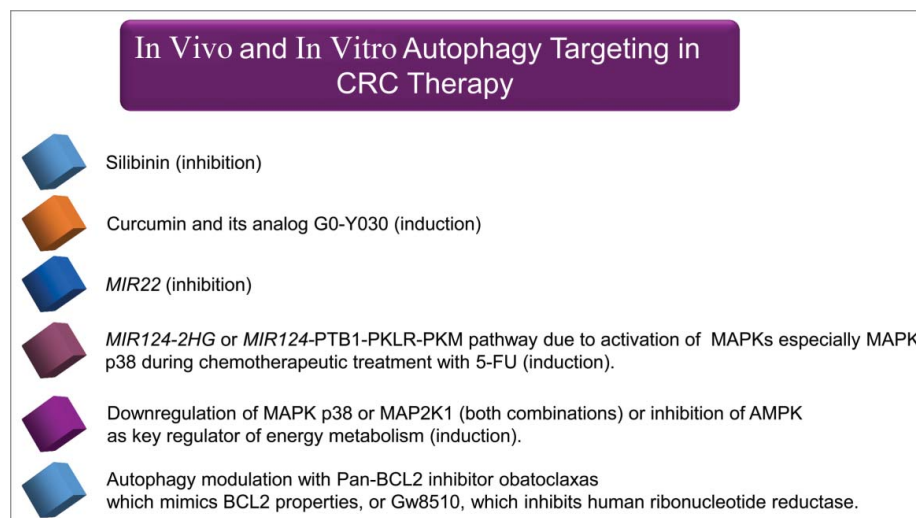 In Vivo and In Vitro Autophagy Targeting in
CRC Therapy
Silibinin (inhibition)
Curcumin and its analog G0-Y030 (induction)
MIR22 (inhibition)
MIR124-2HG or MIR124-PTB1-PKLR-PKM pathway due to activation of MAPKs especially MAPK
p38 during chemotherapeutic treatment with 5-FU (induction).
Downregulation of MAPK p38 or MAP2K1 (both combinations) or inhibition of AMPK
as key regulator of energy metabolism (induction).
Autophagy modulation with Pan-BCL2 inhibitor obatoclaxas
which mimics BCL2 properties, or Gw8510, which inhibits human ribonucleotide reductase.